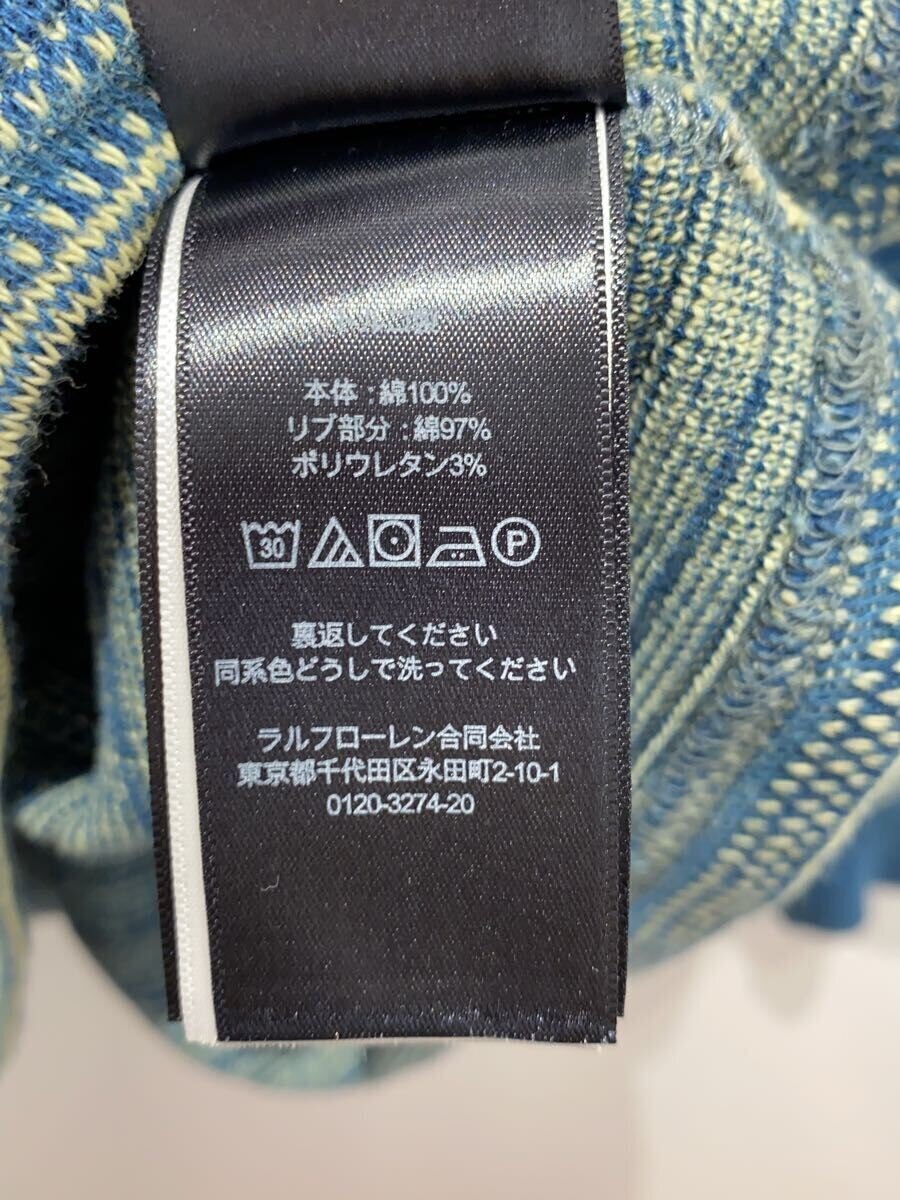 本体：綿100%
リブ部分：綿97%
ポリウレタン3%
30 P
裏返してください
同系色どうしで洗ってください
ラルフローレン合同会社
東京都千代田区永田町2-10-1
0120-3274-20